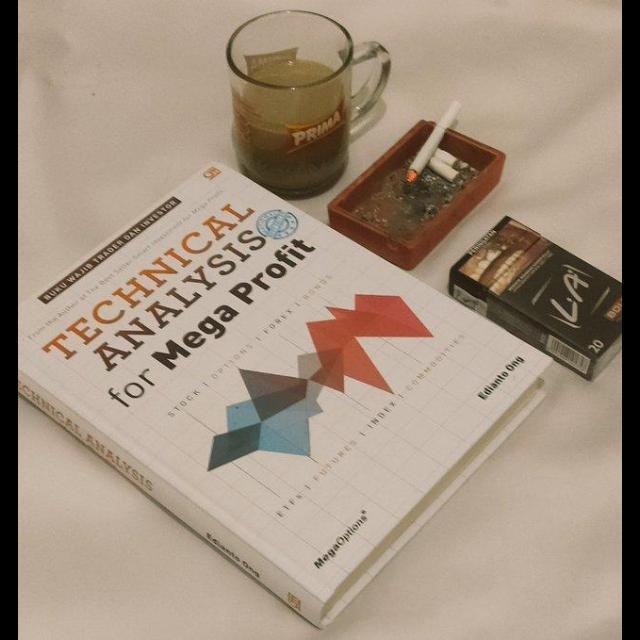 PRIMA
BUKU WAJIB TRADER DAN INVESTOR
TECHNICAL
ANALYSIS
for Mega Profit
STOCK | OPTIONS | FOREX | BONDS
ETFs | FUTURES | INDEX | COMMODITIES
Edianto Ong
MegaOptions®
TECHNICAL ANALYSIS
Edianto Ong
20